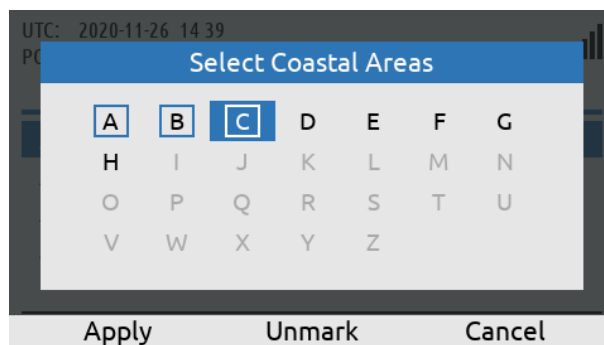 UTC: 2020-11-26 14 39
Select Coastal Areas
A B C D E F G
H I J K L M N
O P Q R S T U
V W X Y Z
Apply Unmark Cancel